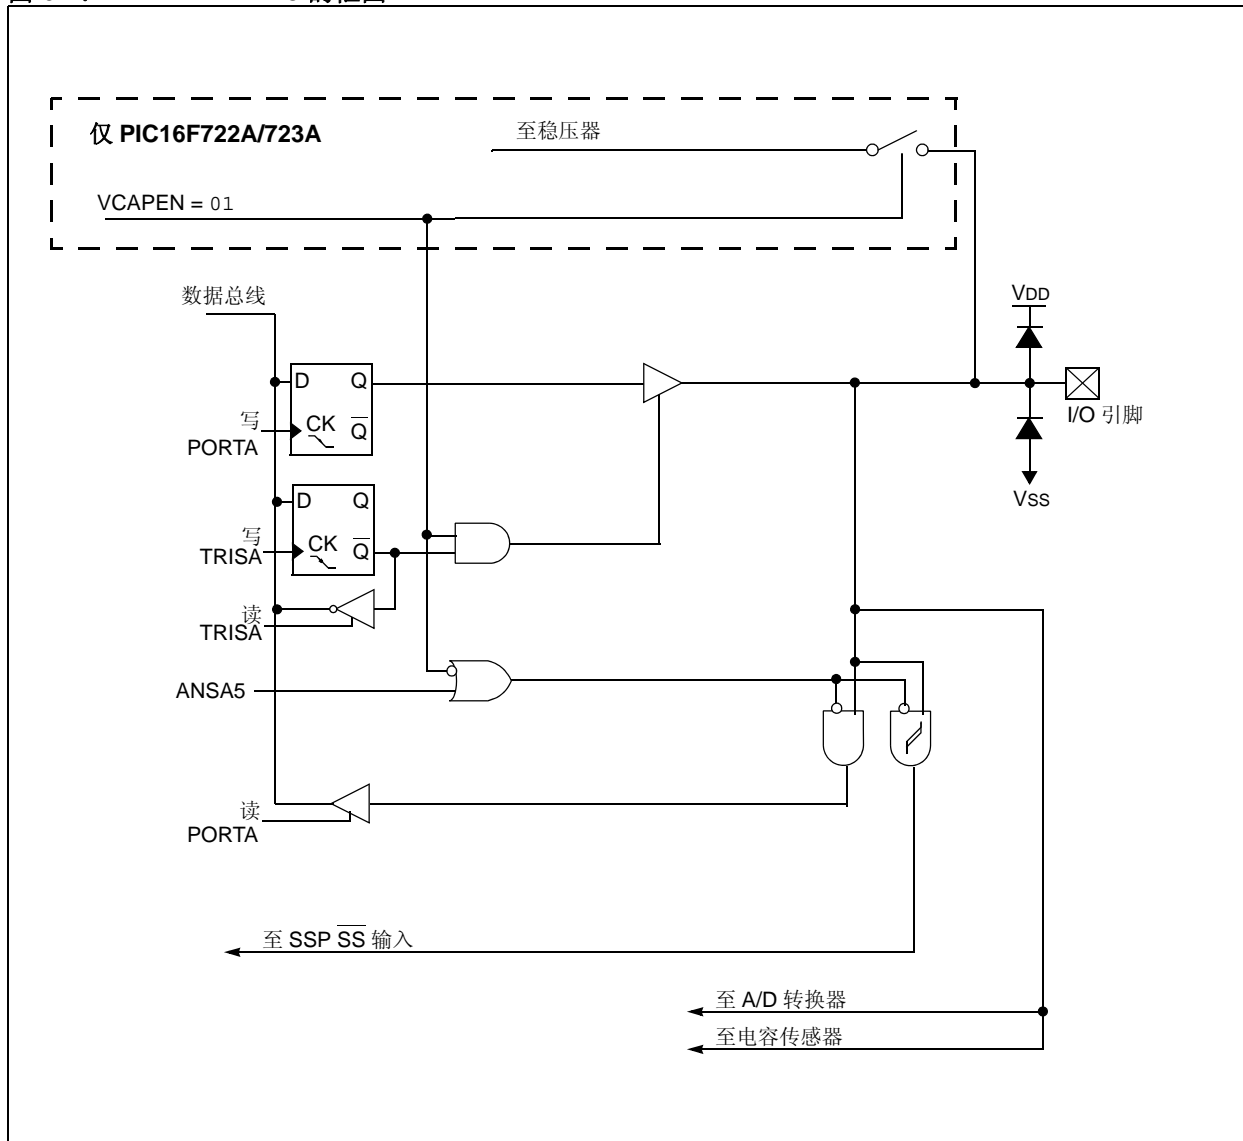 仅 PIC16F722A/723A
至稳压器
VCAPEN = 01
数据总线
VDD
D Q
写
PORTA
CK Q
I/O 引脚
VSS
D Q
写
TRISA
CK Q
读
TRISA
ANSA5
读
PORTA
至 SSP SS 输入
至 A/D 转换器
至电容传感器